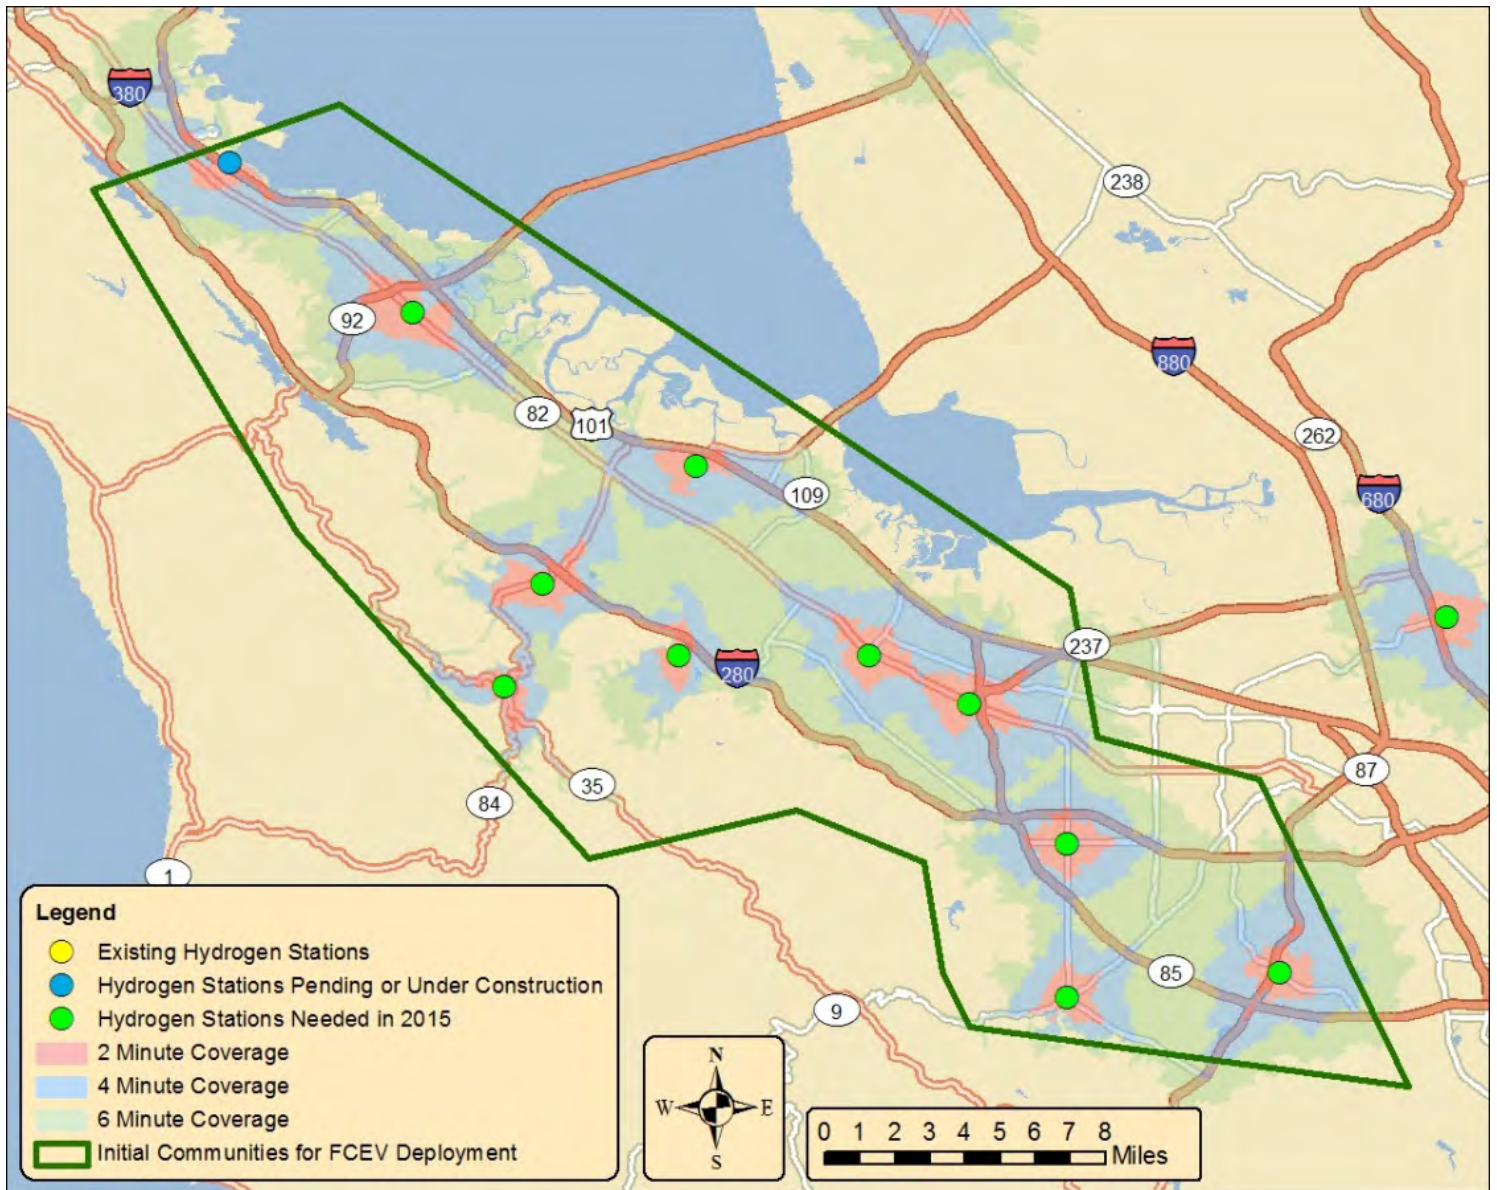 380
238
92
880
82
101
262
109
680
237
280
87
35
84
1
85
9
Legend
Existing Hydrogen Stations
Hydrogen Stations Pending or Under Construction
Hydrogen Stations Needed in 2015
2 Minute Coverage
4 Minute Coverage
6 Minute Coverage
Initial Communities for FCEV Deployment
N
W E
S
0 1 2 3 4 5 6 7 8
Miles